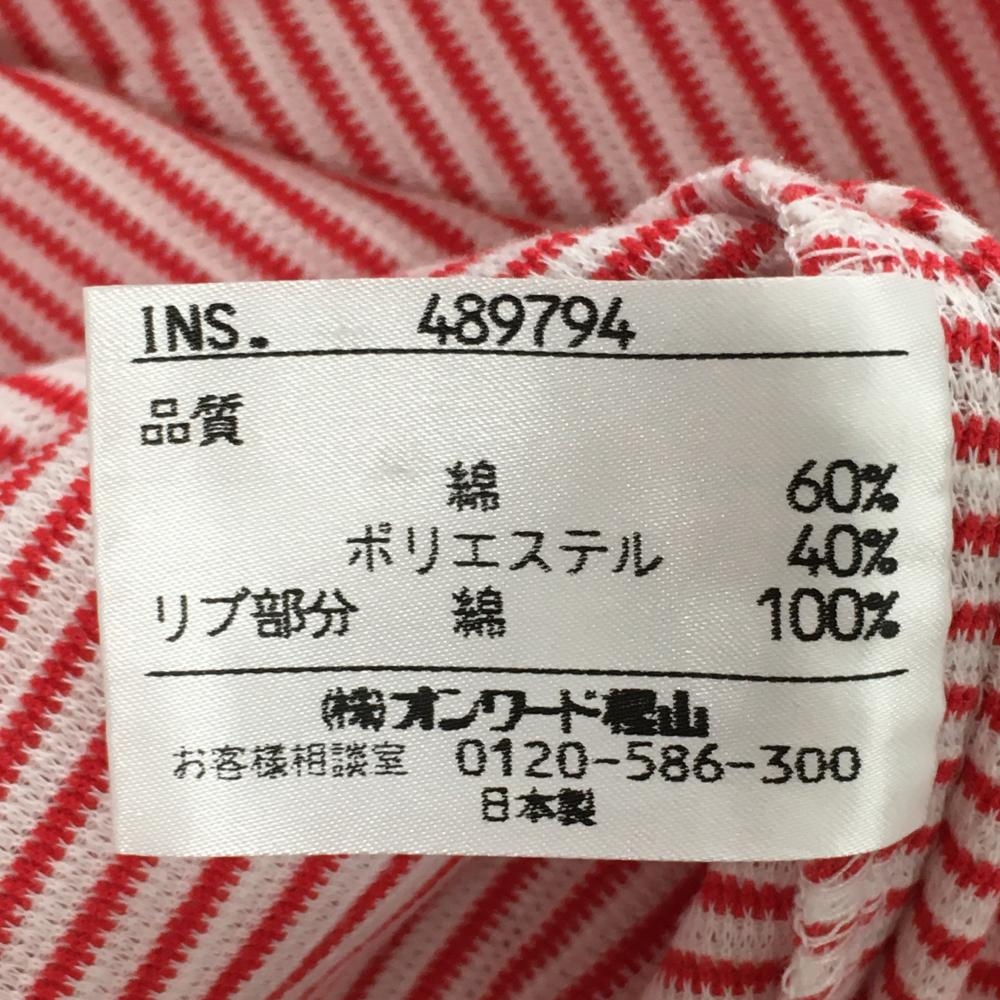 INS. 489794
品質
綿 60%
ポリエステル 40%
リブ部分 綿 100%
(株)オンワード樫山
お客様相談室 0120-586-300
日本製